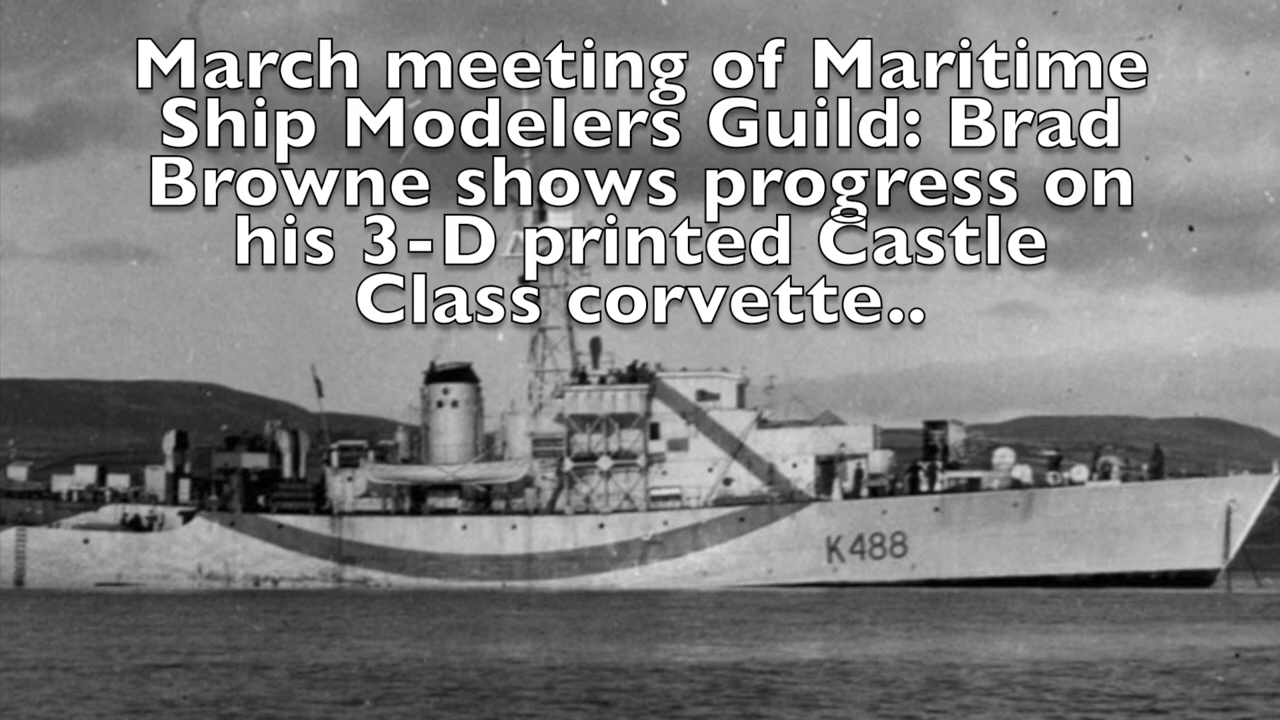 March meeting of Maritime
Ship Modelers Guild: Brad
Browne shows progress on
his 3-D printed Castle
Class corvette..
K488